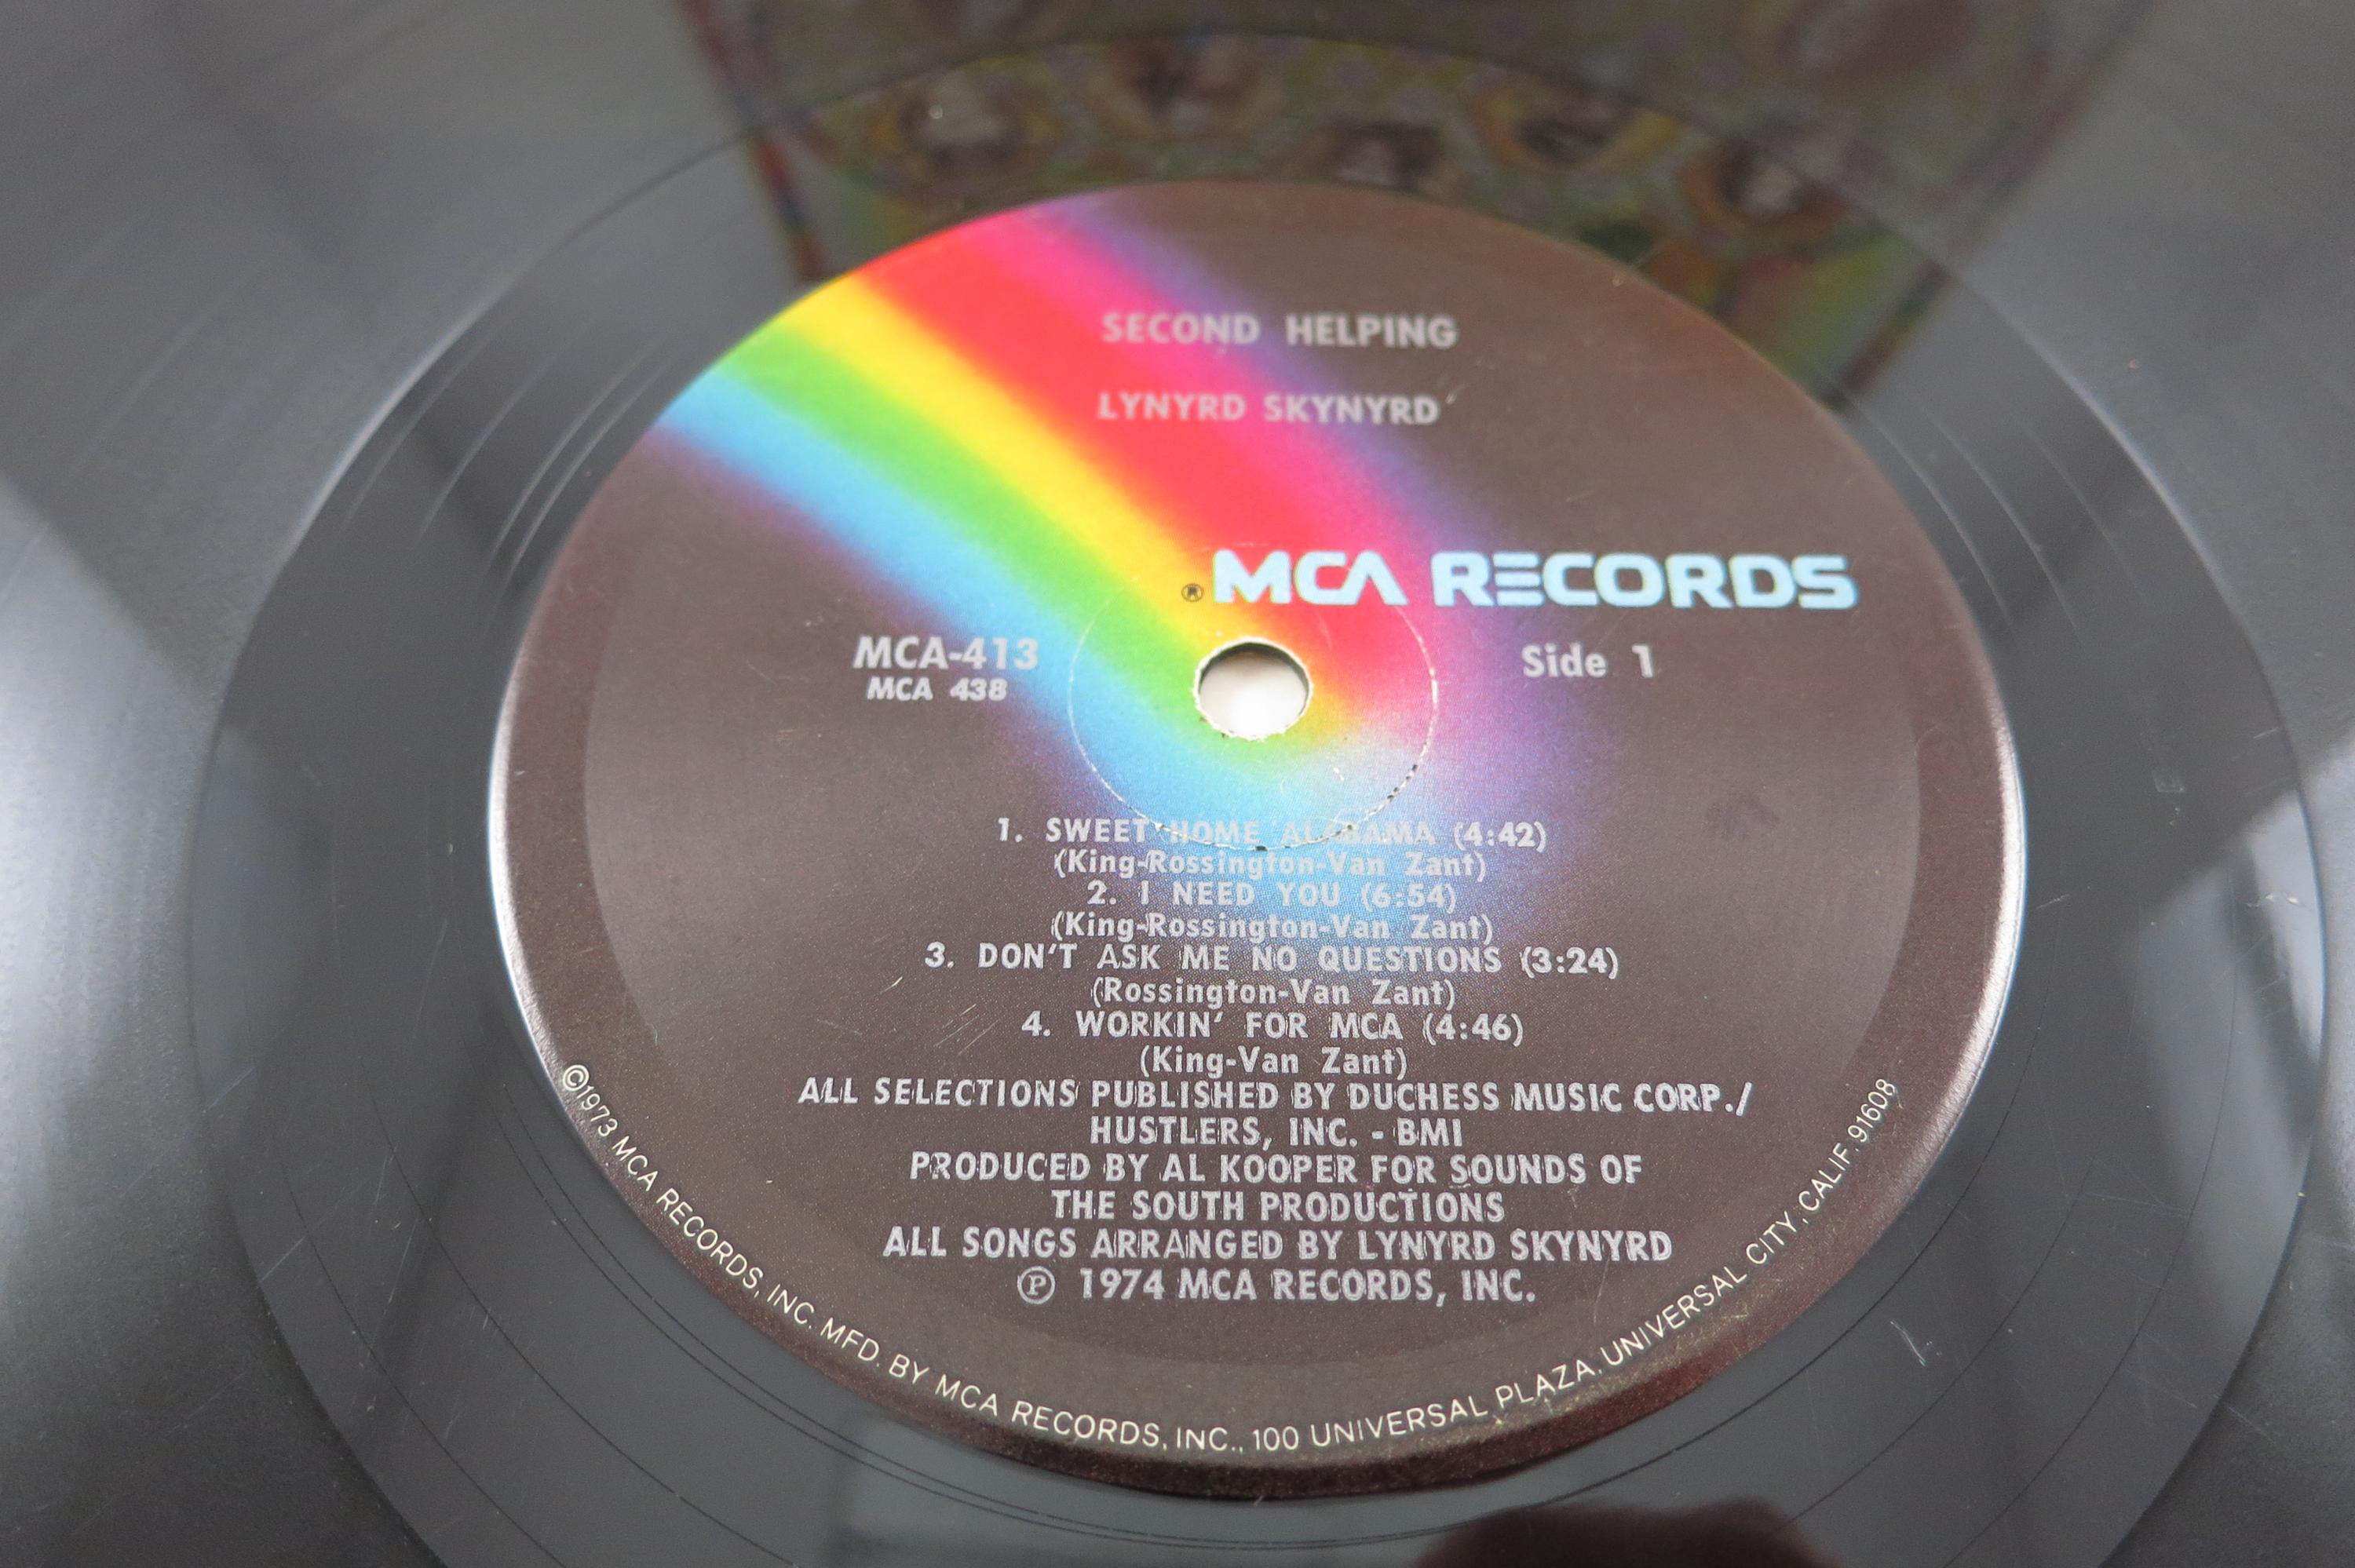 SECOND HELPING
LYNYRD SKYNYRD
® MCA RECORDS
MCA-413
MCA 438
Side 1
1. SWEET HOME ALABAMA (4:42)
(King-Rossington-Van Zant)
2. I NEED YOU (6:54)
(King-Rossington-Van Zant)
3. DON'T ASK ME NO QUESTIONS (3:24)
(Rossington-Van Zant)
4. WORKIN' FOR MCA (4:46)
(King-Van Zant)
ALL SELECTIONS PUBLISHED BY DUCHESS MUSIC CORP./
HUSTLERS, INC. - BMI
PRODUCED BY AL KOOPER FOR SOUNDS OF
THE SOUTH PRODUCTIONS
ALL SONGS ARRANGED BY LYNYRD SKYNYRD
℗ 1974 MCA RECORDS, INC.
©1973 MCA RECORDS, INC. MFD. BY MCA RECORDS, INC., 100 UNIVERSAL PLAZA, UNIVERSAL CITY, CALIF. 91608